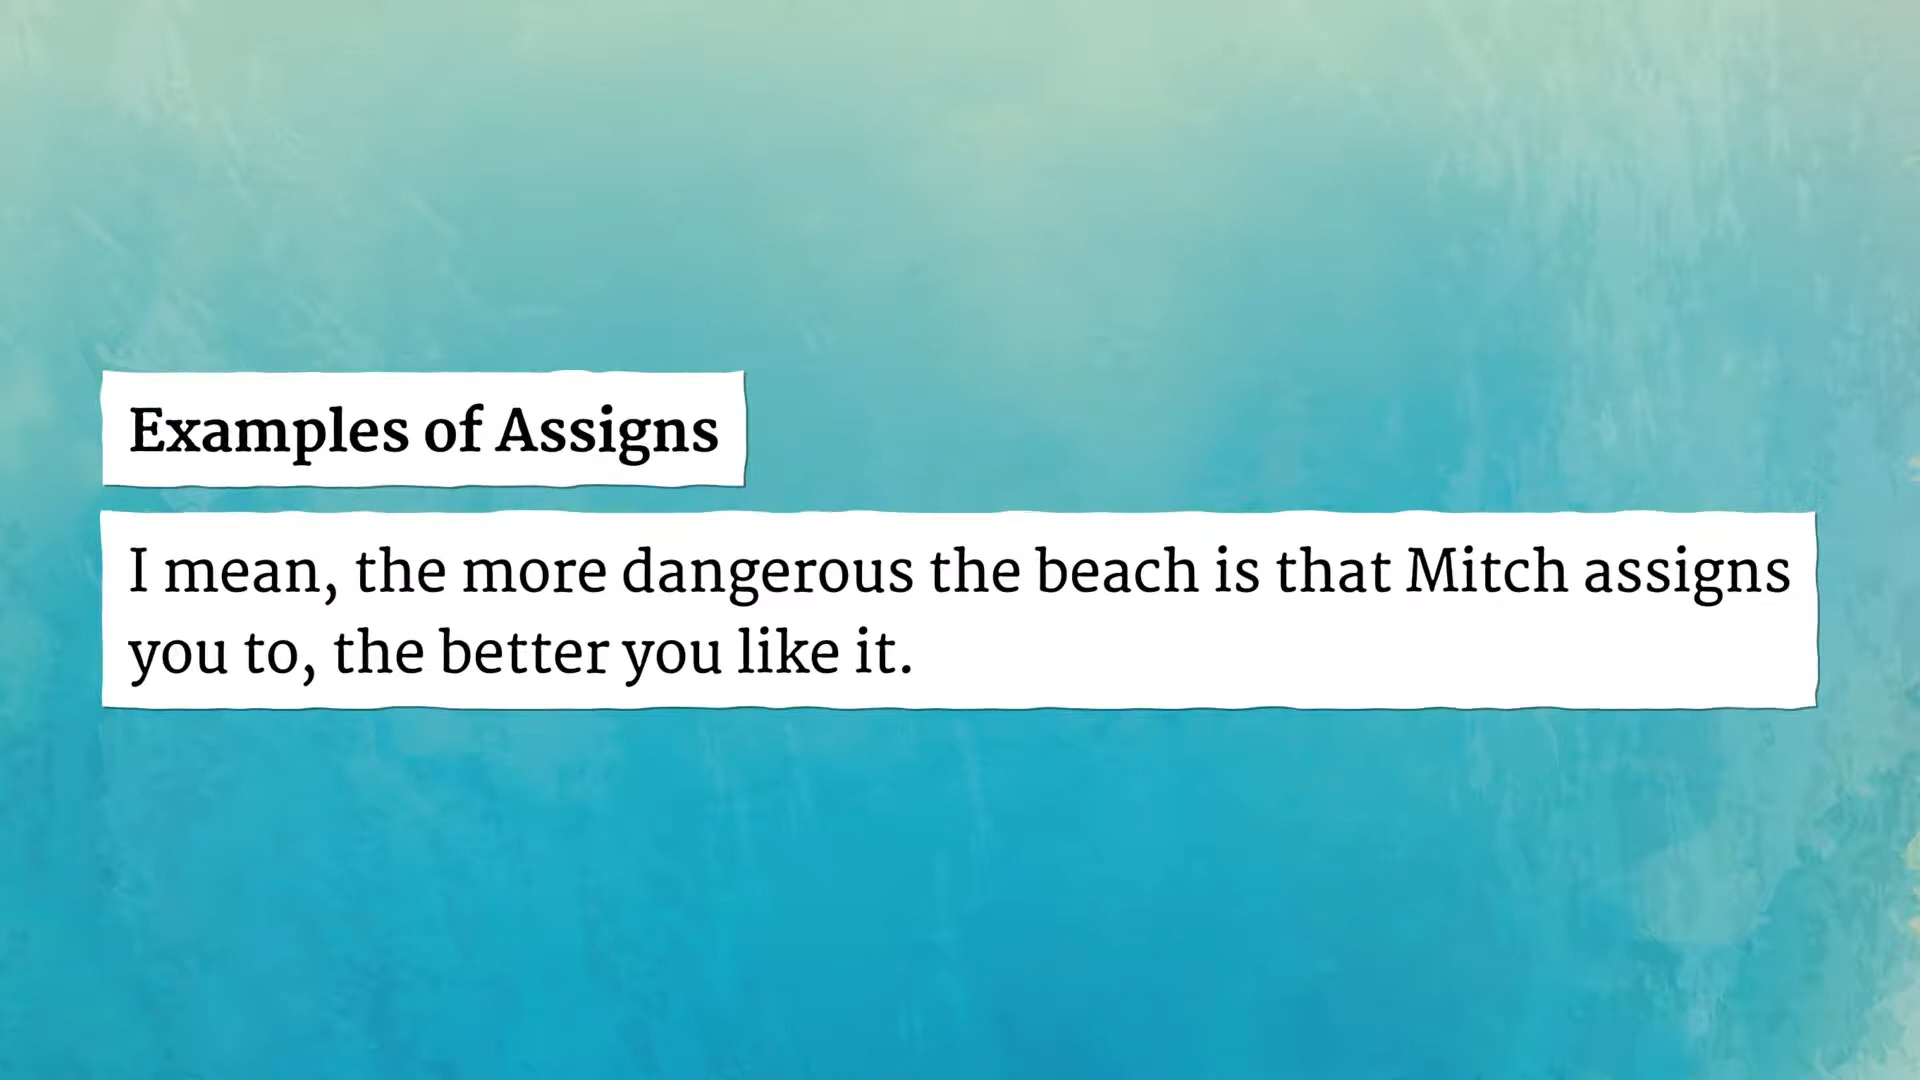 Examples of Assigns
I mean, the more dangerous the beach is that Mitch assigns
you to, the better you like it.